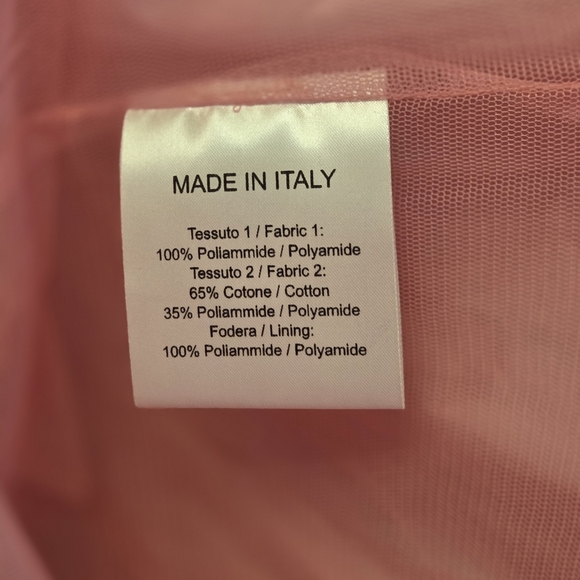 MADE IN ITALY
Tessuto 1 / Fabric 1:
100% Poliammide / Polyamide
Tessuto 2 / Fabric 2:
65% Cotone / Cotton
35% Poliammide / Polyamide
Fodera / Lining:
100% Poliammide / Polyamide